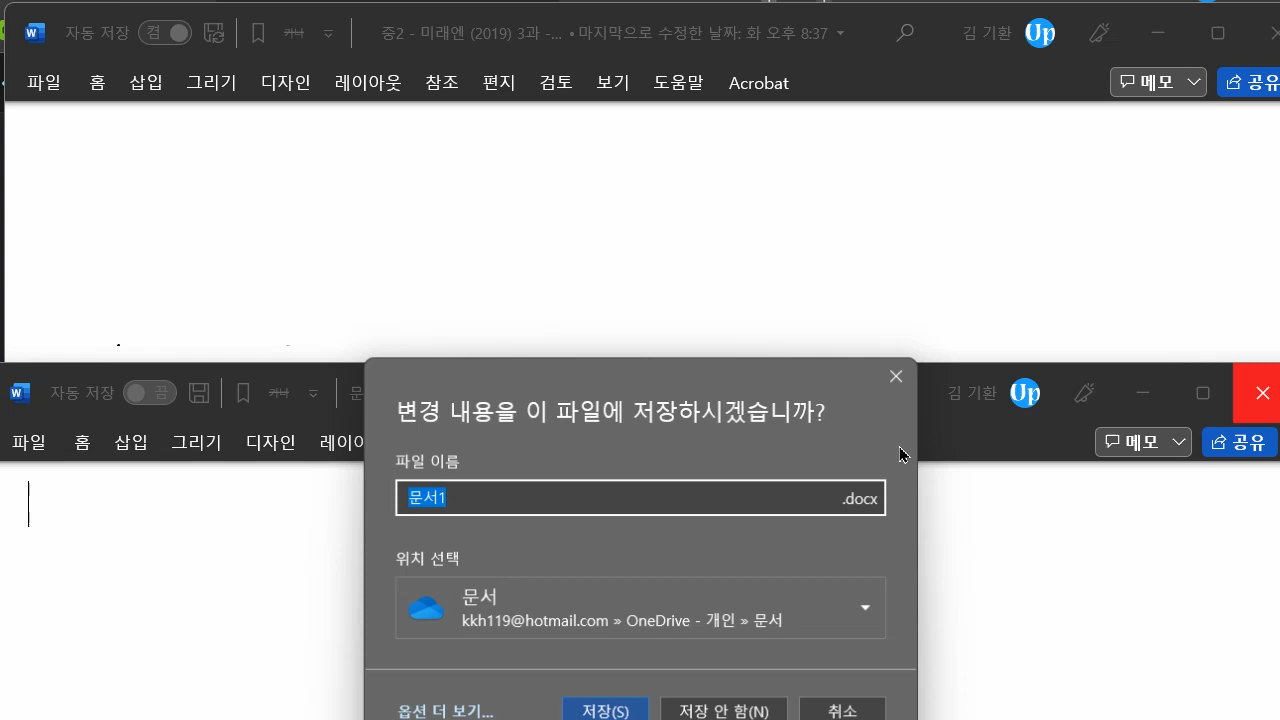 자동 저장 켬 가나 중2 - 미래엔 (2019) 3과 -... • 마지막으로 수정한 날짜: 화 오후 8:37 김 기환 Up
파일 홈 삽입 그리기 디자인 레이아웃 참조 편지 검토 보기 도움말 Acrobat 메모 공유
자동 저장 끔 가나 김 기환 Up
파일 홈 삽입 그리기 디자인 메모 공유
변경 내용을 이 파일에 저장하시겠습니까?
파일 이름
문서1 .docx
위치 선택
문서
kkh119@hotmail.com » OneDrive - 개인 » 문서
옵션 더 보기... 저장(S) 저장 안 함(N) 취소